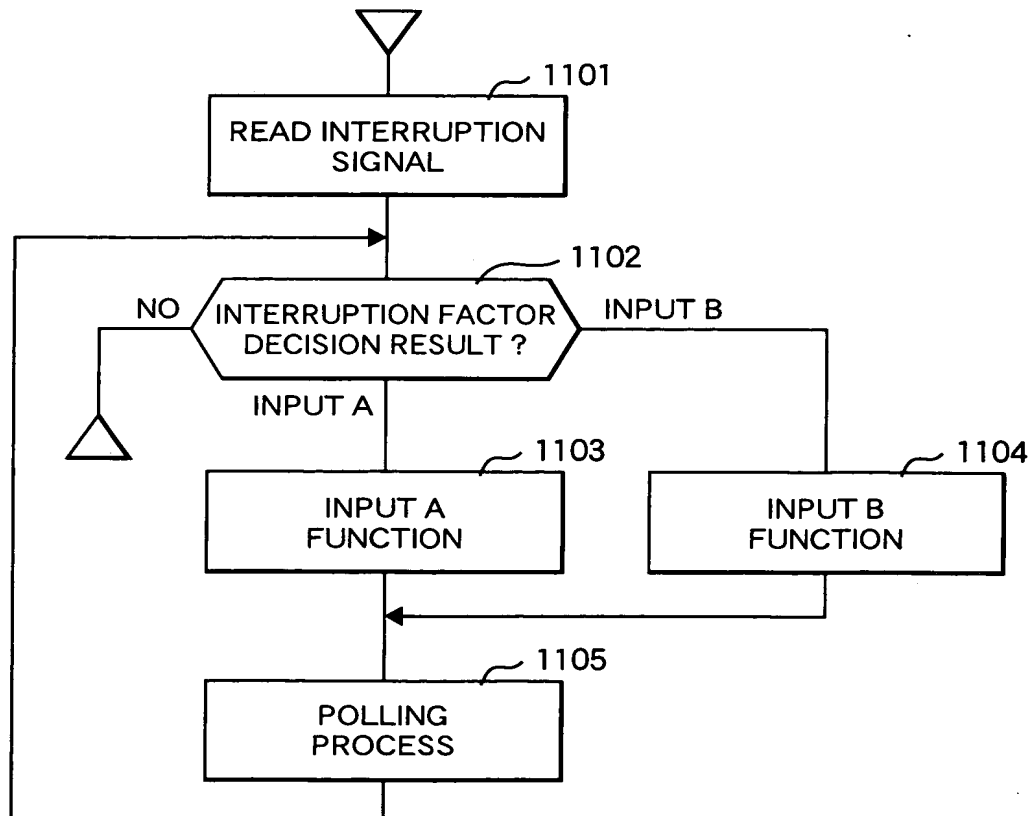 1101
READ INTERRUPTION
SIGNAL
1102
NO
INTERRUPTION FACTOR
DECISION RESULT ?
INPUT B
INPUT A
1103
INPUT A
FUNCTION
1104
INPUT B
FUNCTION
1105
POLLING
PROCESS